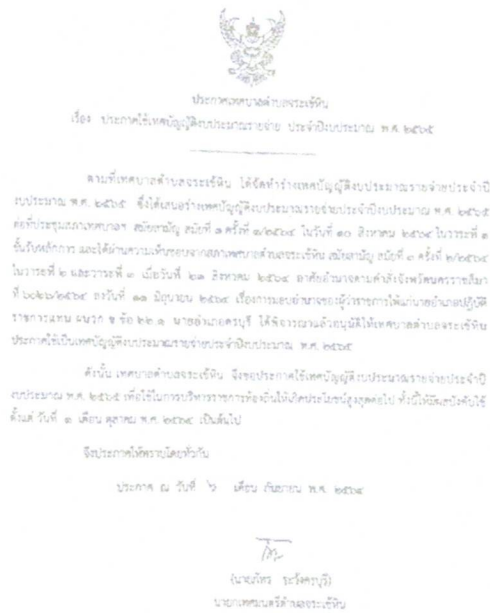 ประกาศเทศบาลตำบลจระเข้หิน
เรื่อง ประกาศใช้เทศบัญญัติงบประมาณรายจ่าย ประจำปีงบประมาณ พ.ศ. ๒๕๖๕
ตามที่เทศบาลตำบลจระเข้หิน ได้จัดทำร่างเทศบัญญัติงบประมาณรายจ่ายประจำปี
งบประมาณ พ.ศ. ๒๕๖๕ ซึ่งได้เสนอร่างเทศบัญญัติงบประมาณรายจ่ายประจำปีงบประมาณ พ.ศ. ๒๕๖๕
ต่อที่ประชุมสภาเทศบาลฯ สมัยสามัญ สมัยที่ ๓ ครั้งที่ ๑/๒๕๖๔ ในวันที่ ๑๐ สิงหาคม ๒๕๖๔ ในวาระที่ ๑
ขั้นรับหลักการ และได้ผ่านความเห็นชอบจากสภาเทศบาลตำบลจระเข้หิน สมัยสามัญ สมัยที่ ๓ ครั้งที่ ๒/๒๕๖๔
ในวาระที่ ๒ และวาระที่ ๓ เมื่อวันที่ ๒๓ สิงหาคม ๒๕๖๔ อาศัยอำนาจตามคำสั่งจังหวัดนครราชสีมา
ที่ ๖๐๒๖/๒๕๖๔ ลงวันที่ ๑๑ มิถุนายน ๒๕๖๔ เรื่องการมอบอำนาจของผู้ว่าราชการให้แก่นายอำเภอปฏิบัติ
ราชการแทน ผนวก ข ข้อ ๒๒.๑ นายอำเภอครบุรี ได้พิจารณาแล้วอนุมัติให้เทศบาลตำบลจระเข้หิน
ประกาศใช้เป็นเทศบัญญัติงบประมาณรายจ่ายประจำปีงบประมาณ พ.ศ. ๒๕๖๕
ดังนั้น เทศบาลตำบลจระเข้หิน จึงขอประกาศใช้เทศบัญญัติงบประมาณรายจ่ายประจำปี
งบประมาณ พ.ศ. ๒๕๖๕ เพื่อใช้ในการบริหารราชการท้องถิ่นให้เกิดประโยชน์สูงสุดต่อไป ทั้งนี้ให้มีผลบังคับใช้
ตั้งแต่ วันที่ ๑ เดือน ตุลาคม พ.ศ. ๒๕๖๔ เป็นต้นไป
จึงประกาศให้ทราบโดยทั่วกัน
ประกาศ ณ วันที่ ๖ เดือน กันยายน พ.ศ. ๒๕๖๔
(นายภัทร ระวังครบุรี)
นายกเทศมนตรีตำบลจระเข้หิน